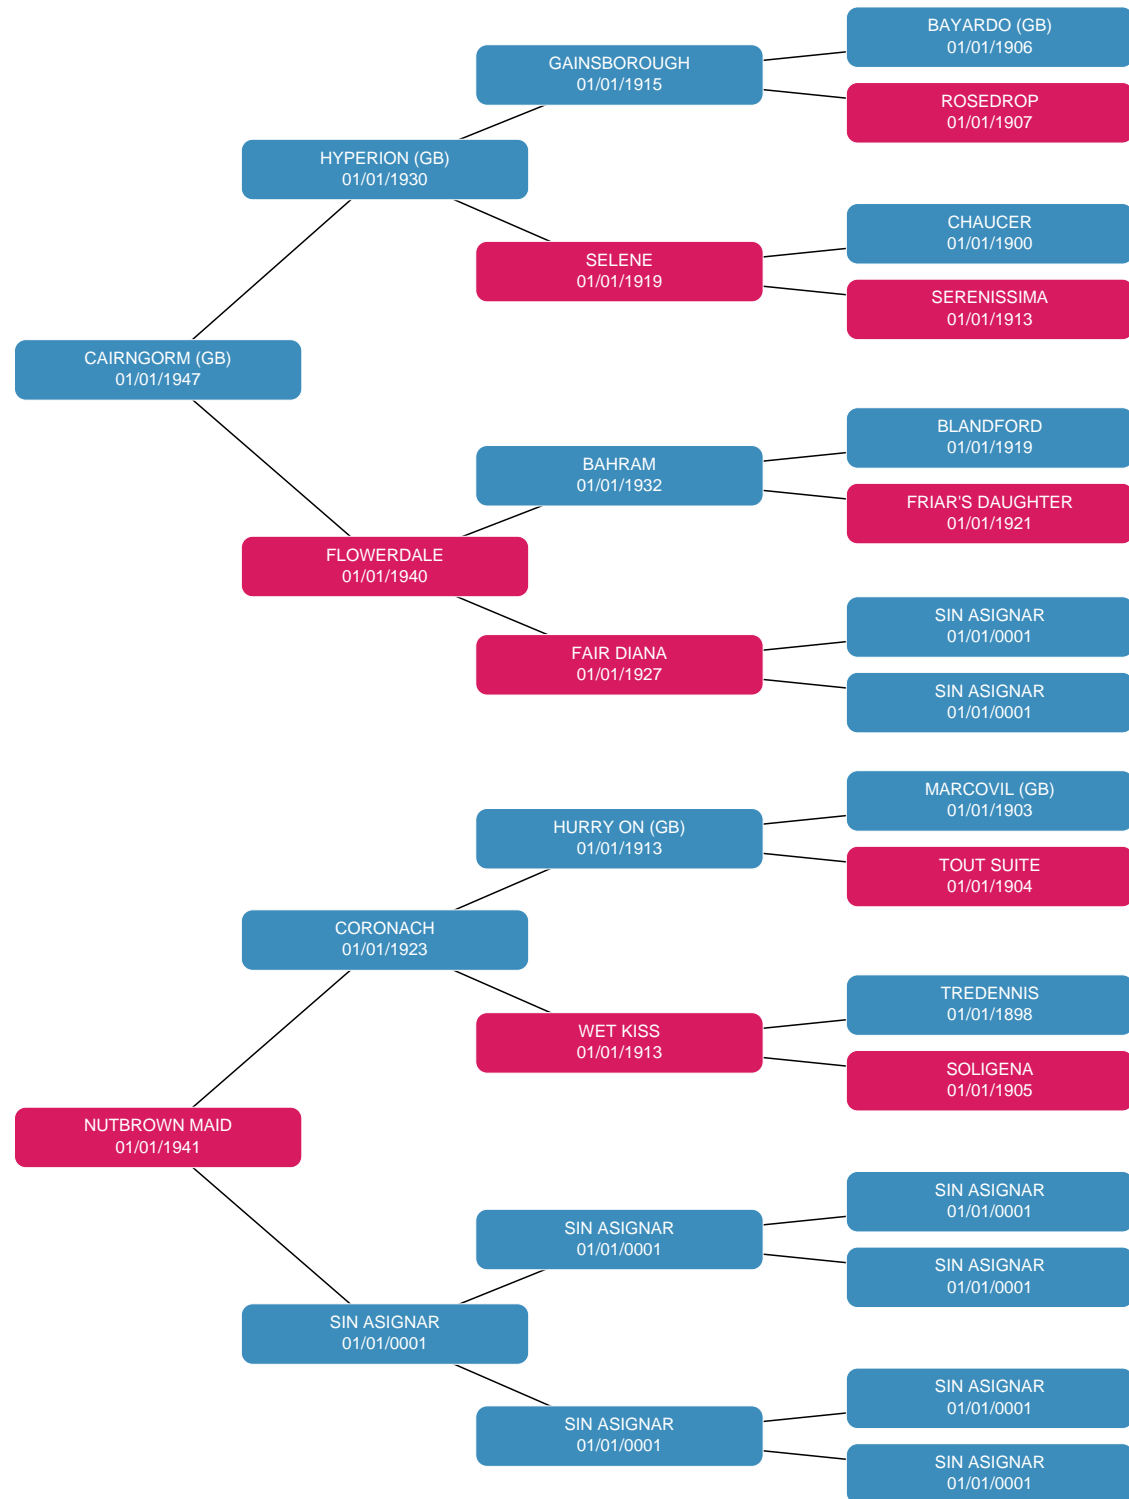 BAYARDO (GB)
01/01/1906
GAINSBOROUGH
01/01/1915
ROSEDROP
01/01/1907
HYPERION (GB)
01/01/1930
CHAUCER
01/01/1900
SELENE
01/01/1919
SERENISSIMA
01/01/1913
CAIRNGORM (GB)
01/01/1947
BLANDFORD
01/01/1919
BAHRAM
01/01/1932
FRIAR'S DAUGHTER
01/01/1921
FLOWERDALE
01/01/1940
SIN ASIGNAR
01/01/0001
FAIR DIANA
01/01/1927
SIN ASIGNAR
01/01/0001
MARCOVIL (GB)
01/01/1903
HURRY ON (GB)
01/01/1913
TOUT SUITE
01/01/1904
CORONACH
01/01/1923
TREDENNIS
01/01/1898
WET KISS
01/01/1913
SOLIGENA
01/01/1905
NUTBROWN MAID
01/01/1941
SIN ASIGNAR
01/01/0001
SIN ASIGNAR
01/01/0001
SIN ASIGNAR
01/01/0001
SIN ASIGNAR
01/01/0001
SIN ASIGNAR
01/01/0001
SIN ASIGNAR
01/01/0001
SIN ASIGNAR
01/01/0001